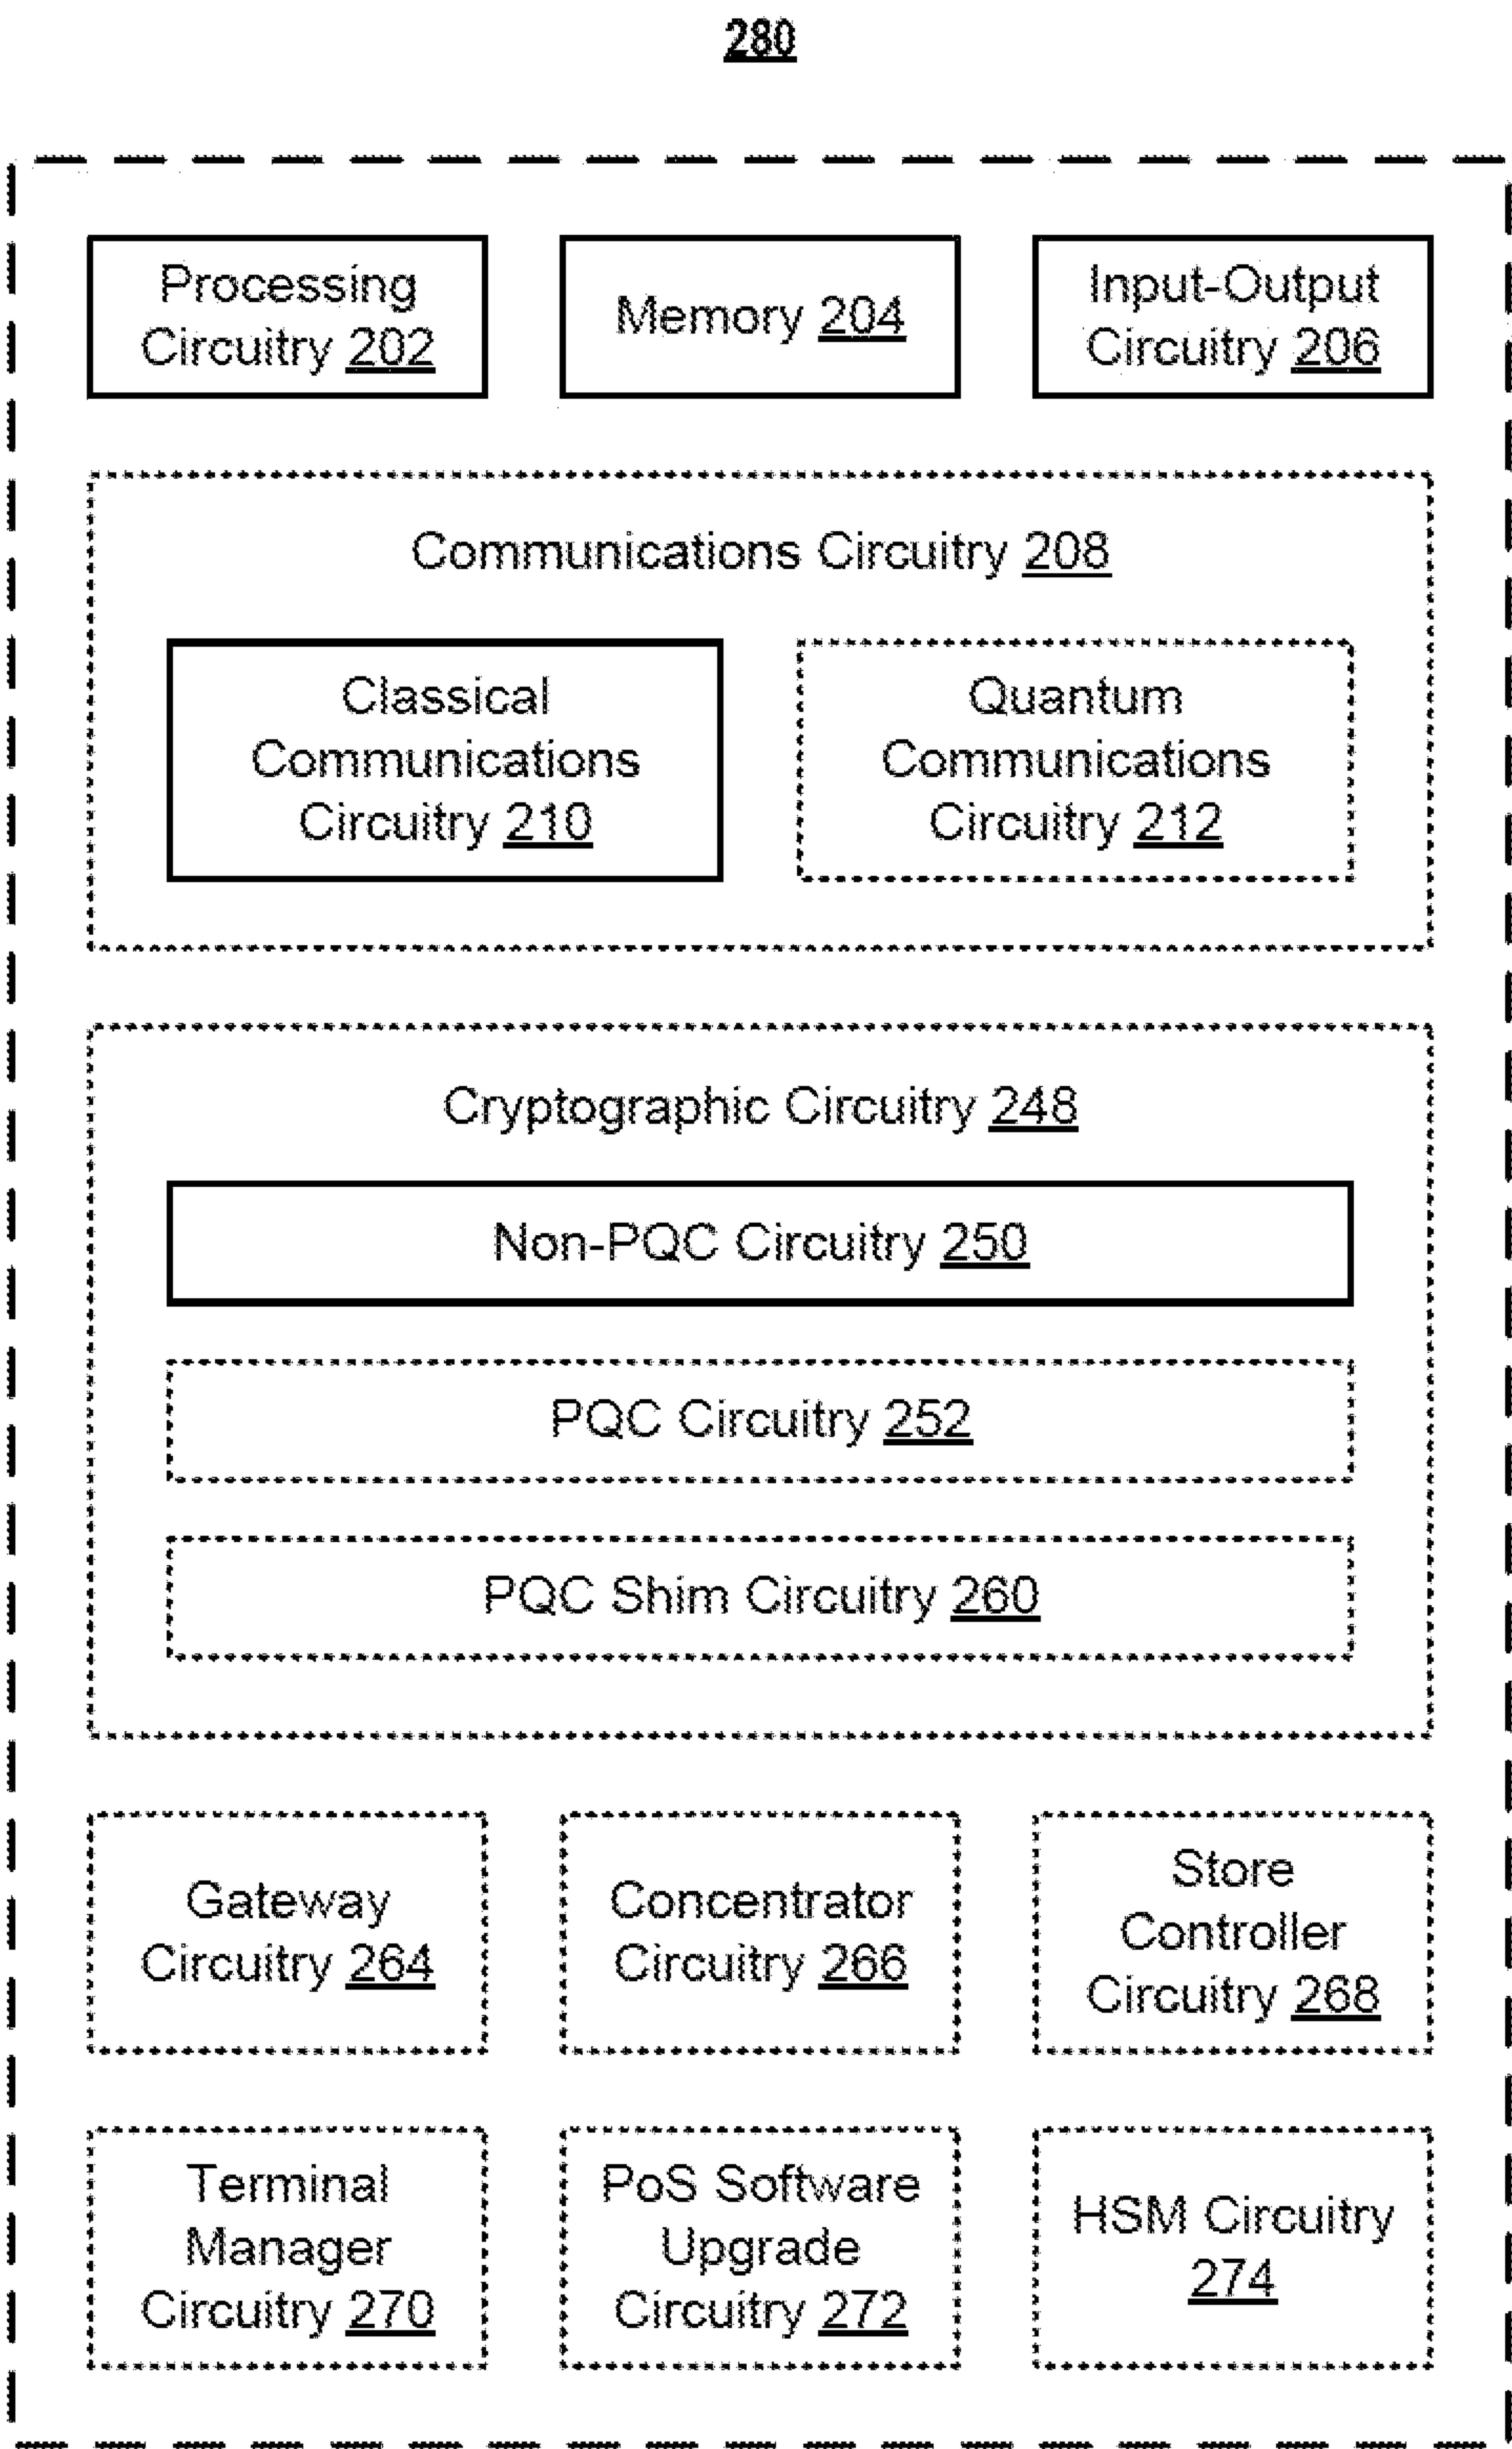 280
Processing
Circuitry 202
Memory 204
Input-Output
Circuitry 206
Communications Circuitry 208
Classical
Communications
Circuitry 210
Quantum
Communications
Circuitry 212
Cryptographic Circuitry 248
Non-PQC Circuitry 250
PQC Circuitry 252
PQC Shim Circuitry 260
Gateway
Circuitry 264
Concentrator
Circuitry 266
Store
Controller
Circuitry 268
Terminal
Manager
Circuitry 270
PoS Software
Upgrade
Circuitry 272
HSM Circuitry
274